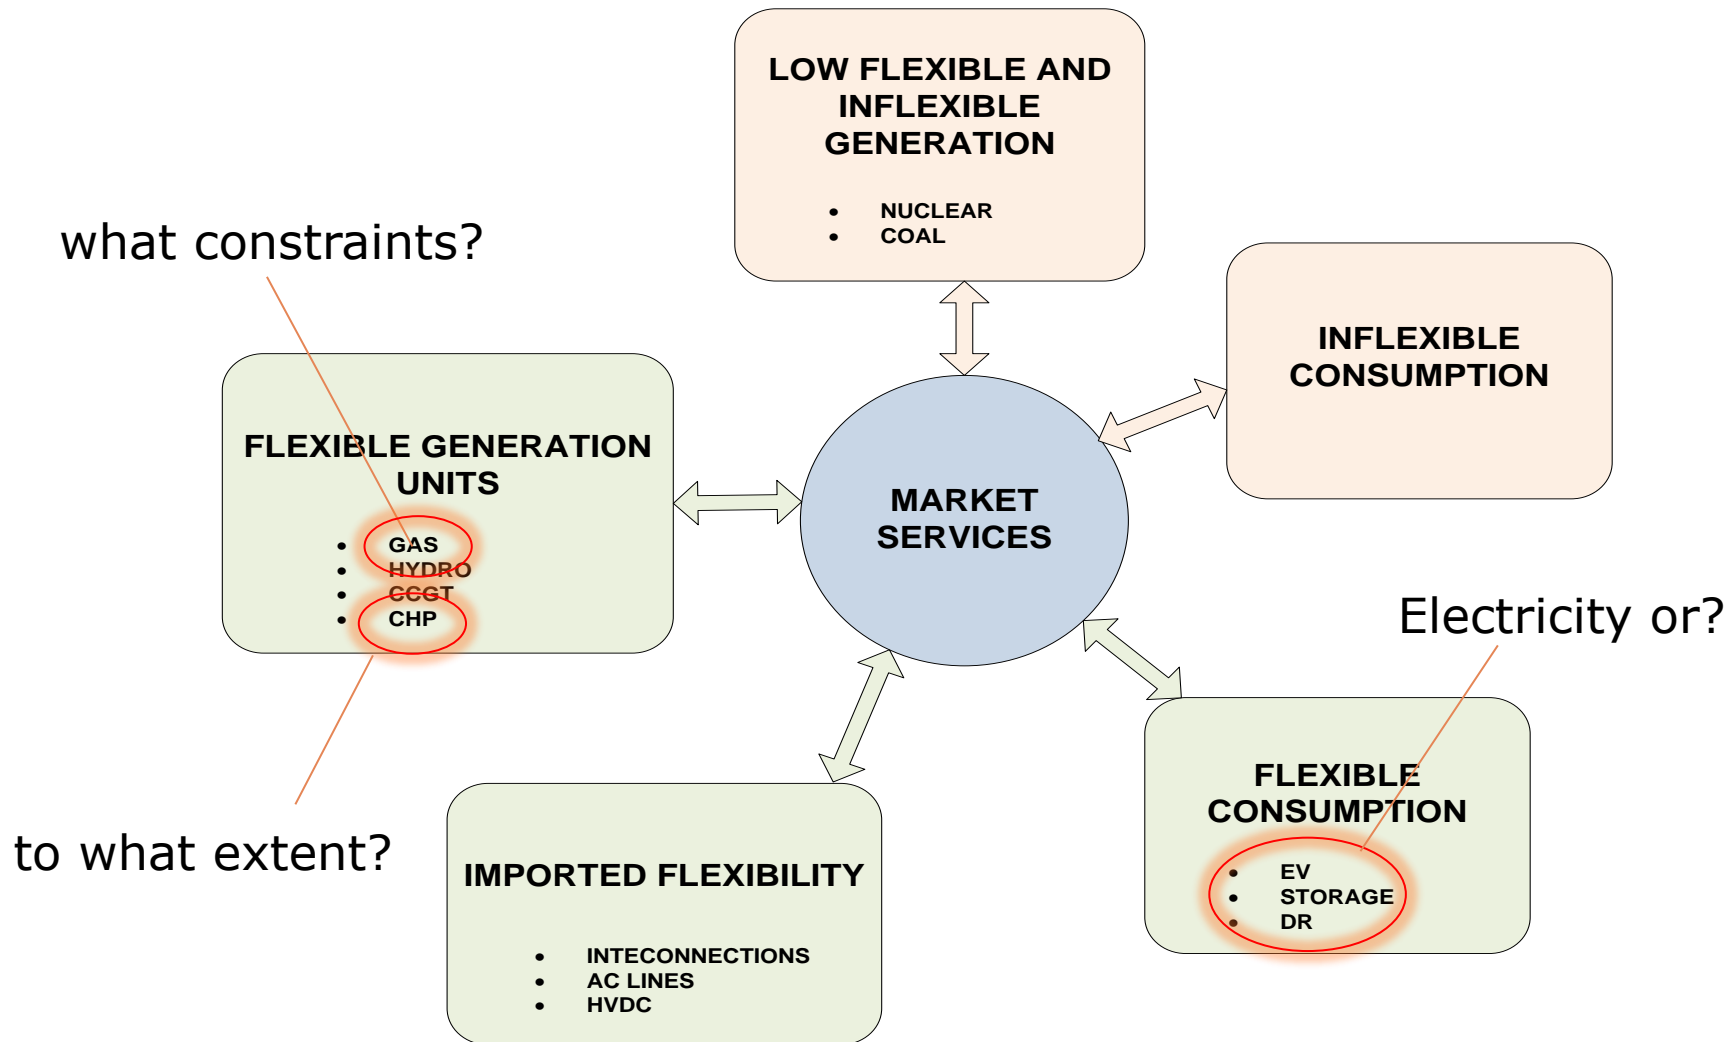 LOW FLEXIBLE AND
INFLEXIBLE
GENERATION
• NUCLEAR
• COAL
what constraints?
INFLEXIBLE
CONSUMPTION
FLEXIBLE GENERATION
UNITS
• GAS
• HYDRO
• CCGT
• CHP
MARKET
SERVICES
Electricity or?
to what extent?
FLEXIBLE
CONSUMPTION
• EV
• STORAGE
• DR
IMPORTED FLEXIBILITY
• INTECONNECTIONS
• AC LINES
• HVDC